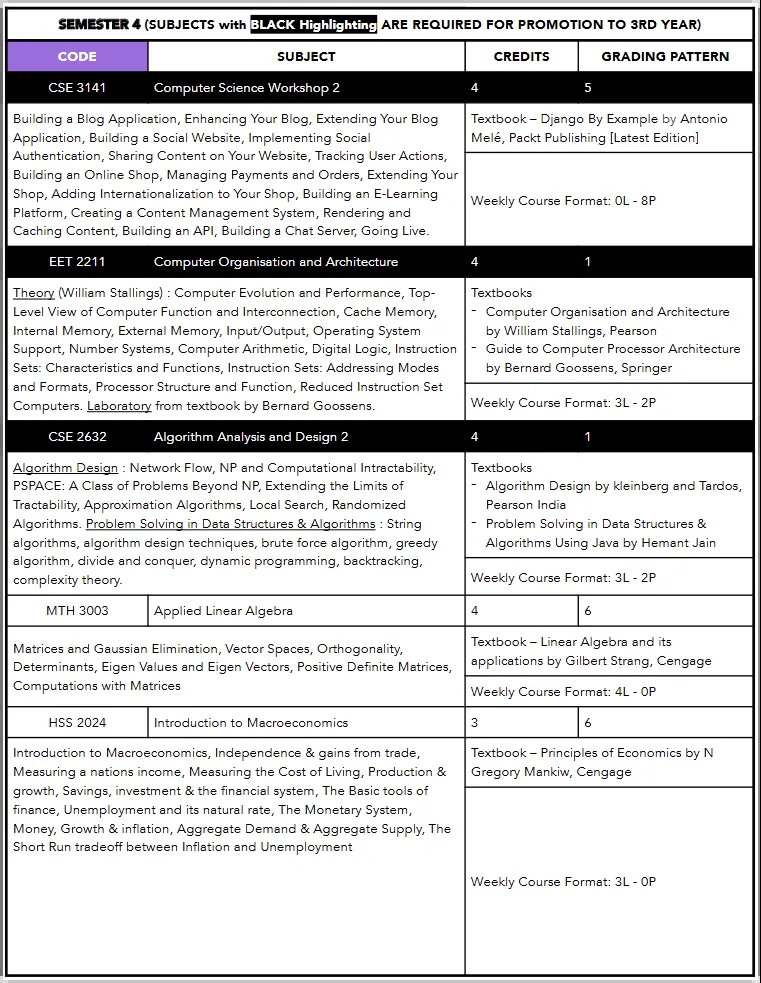 SEMESTER 4 (SUBJECTS with BLACK Highlighting ARE REQUIRED FOR PROMOTION TO 3RD YEAR)
CODE SUBJECT CREDITS GRADING PATTERN
CSE 3141 Computer Science Workshop 2 4 5
Building a Blog Application, Enhancing Your Blog, Extending Your Blog
Application, Building a Social Website, Implementing Social
Authentication, Sharing Content on Your Website, Tracking User Actions,
Building an Online Shop, Managing Payments and Orders, Extending Your
Shop, Adding Internationalization to Your Shop, Building an E-Learning
Platform, Creating a Content Management System, Rendering and
Caching Content, Building an API, Building a Chat Server, Going Live.
Textbook – Django By Example by Antonio
Melé, Packt Publishing [Latest Edition]
Weekly Course Format: 0L - 8P
EET 2211 Computer Organisation and Architecture 4 1
Theory (William Stallings) : Computer Evolution and Performance, Top-
Level View of Computer Function and Interconnection, Cache Memory,
Internal Memory, External Memory, Input/Output, Operating System
Support, Number Systems, Computer Arithmetic, Digital Logic, Instruction
Sets: Characteristics and Functions, Instruction Sets: Addressing Modes
and Formats, Processor Structure and Function, Reduced Instruction Set
Computers. Laboratory from textbook by Bernard Goossens.
Textbooks
- Computer Organisation and Architecture
by William Stallings, Pearson
- Guide to Computer Processor Architecture
by Bernard Goossens, Springer
Weekly Course Format: 3L - 2P
CSE 2632 Algorithm Analysis and Design 2 4 1
Algorithm Design : Network Flow, NP and Computational Intractability,
PSPACE: A Class of Problems Beyond NP, Extending the Limits of
Tractability, Approximation Algorithms, Local Search, Randomized
Algorithms. Problem Solving in Data Structures & Algorithms : String
algorithms, algorithm design techniques, brute force algorithm, greedy
algorithm, divide and conquer, dynamic programming, backtracking,
complexity theory.
Textbooks
- Algorithm Design by kleinberg and Tardos,
Pearson India
- Problem Solving in Data Structures &
Algorithms Using Java by Hemant Jain
Weekly Course Format: 3L - 2P
MTH 3003 Applied Linear Algebra 4 6
Matrices and Gaussian Elimination, Vector Spaces, Orthogonality,
Determinants, Eigen Values and Eigen Vectors, Positive Definite Matrices,
Computations with Matrices
Textbook – Linear Algebra and its
applications by Gilbert Strang, Cengage
Weekly Course Format: 4L - 0P
HSS 2024 Introduction to Macroeconomics 3 6
Introduction to Macroeconomics, Independence & gains from trade,
Measuring a nations income, Measuring the Cost of Living, Production &
growth, Savings, investment & the financial system, The Basic tools of
finance, Unemployment and its natural rate, The Monetary System,
Money, Growth & inflation, Aggregate Demand & Aggregate Supply, The
Short Run tradeoff between Inflation and Unemployment
Textbook – Principles of Economics by N
Gregory Mankiw, Cengage
Weekly Course Format: 3L - 0P